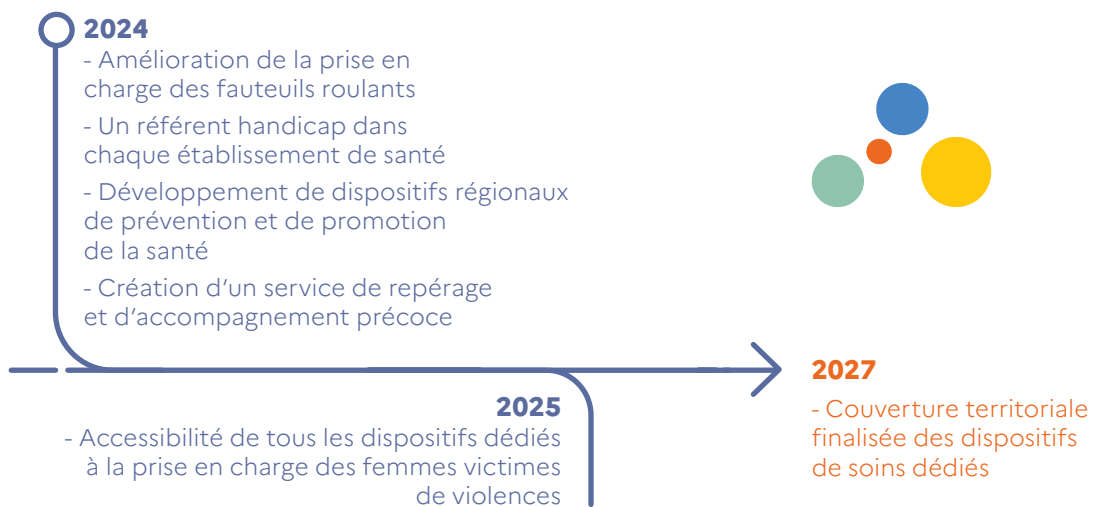 2024
- Amélioration de la prise en
charge des fauteuils roulants
- Un référent handicap dans
chaque établissement de santé
- Développement de dispositifs régionaux
de prévention et de promotion
de la santé
- Création d’un service de repérage
et d’accompagnement précoce
2025
- Accessibilité de tous les dispositifs dédiés
à la prise en charge des femmes victimes
de violences
2027
- Couverture territoriale
finalisée des dispositifs
de soins dédiés